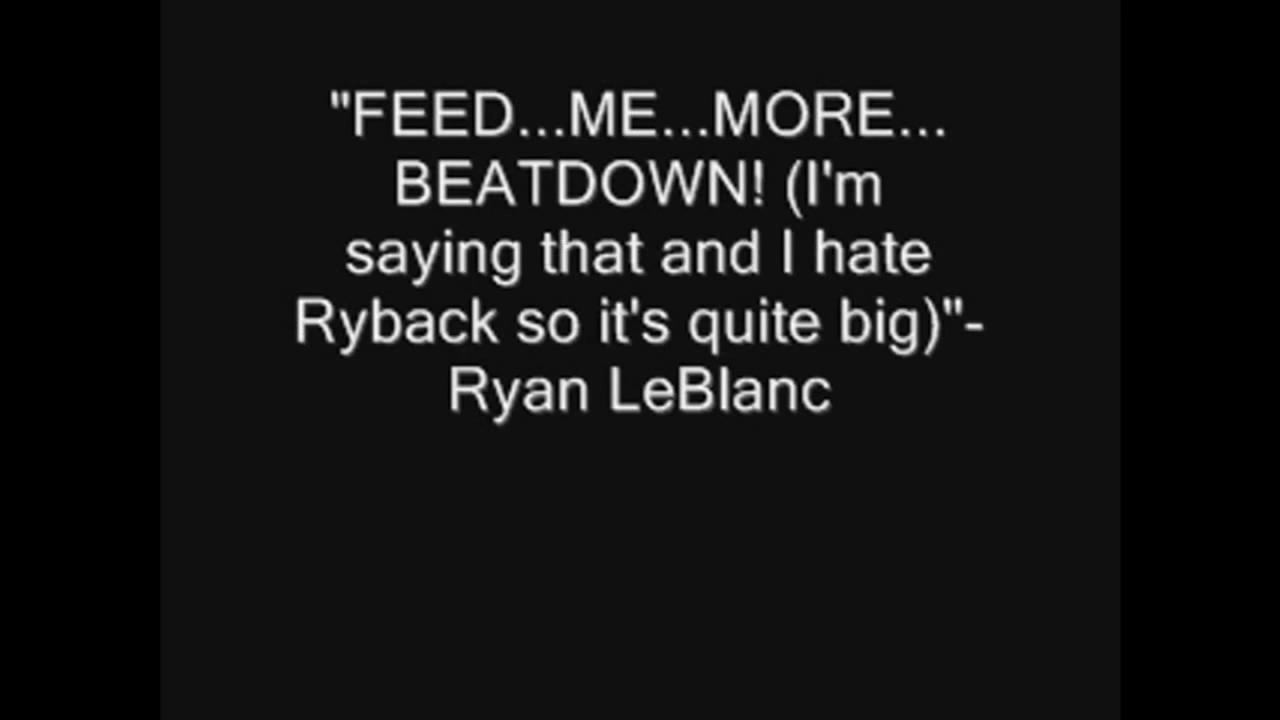 "FEED...ME...MORE...
BEATDOWN! (I'm
saying that and I hate
Ryback so it's quite big)"-
Ryan LeBlanc